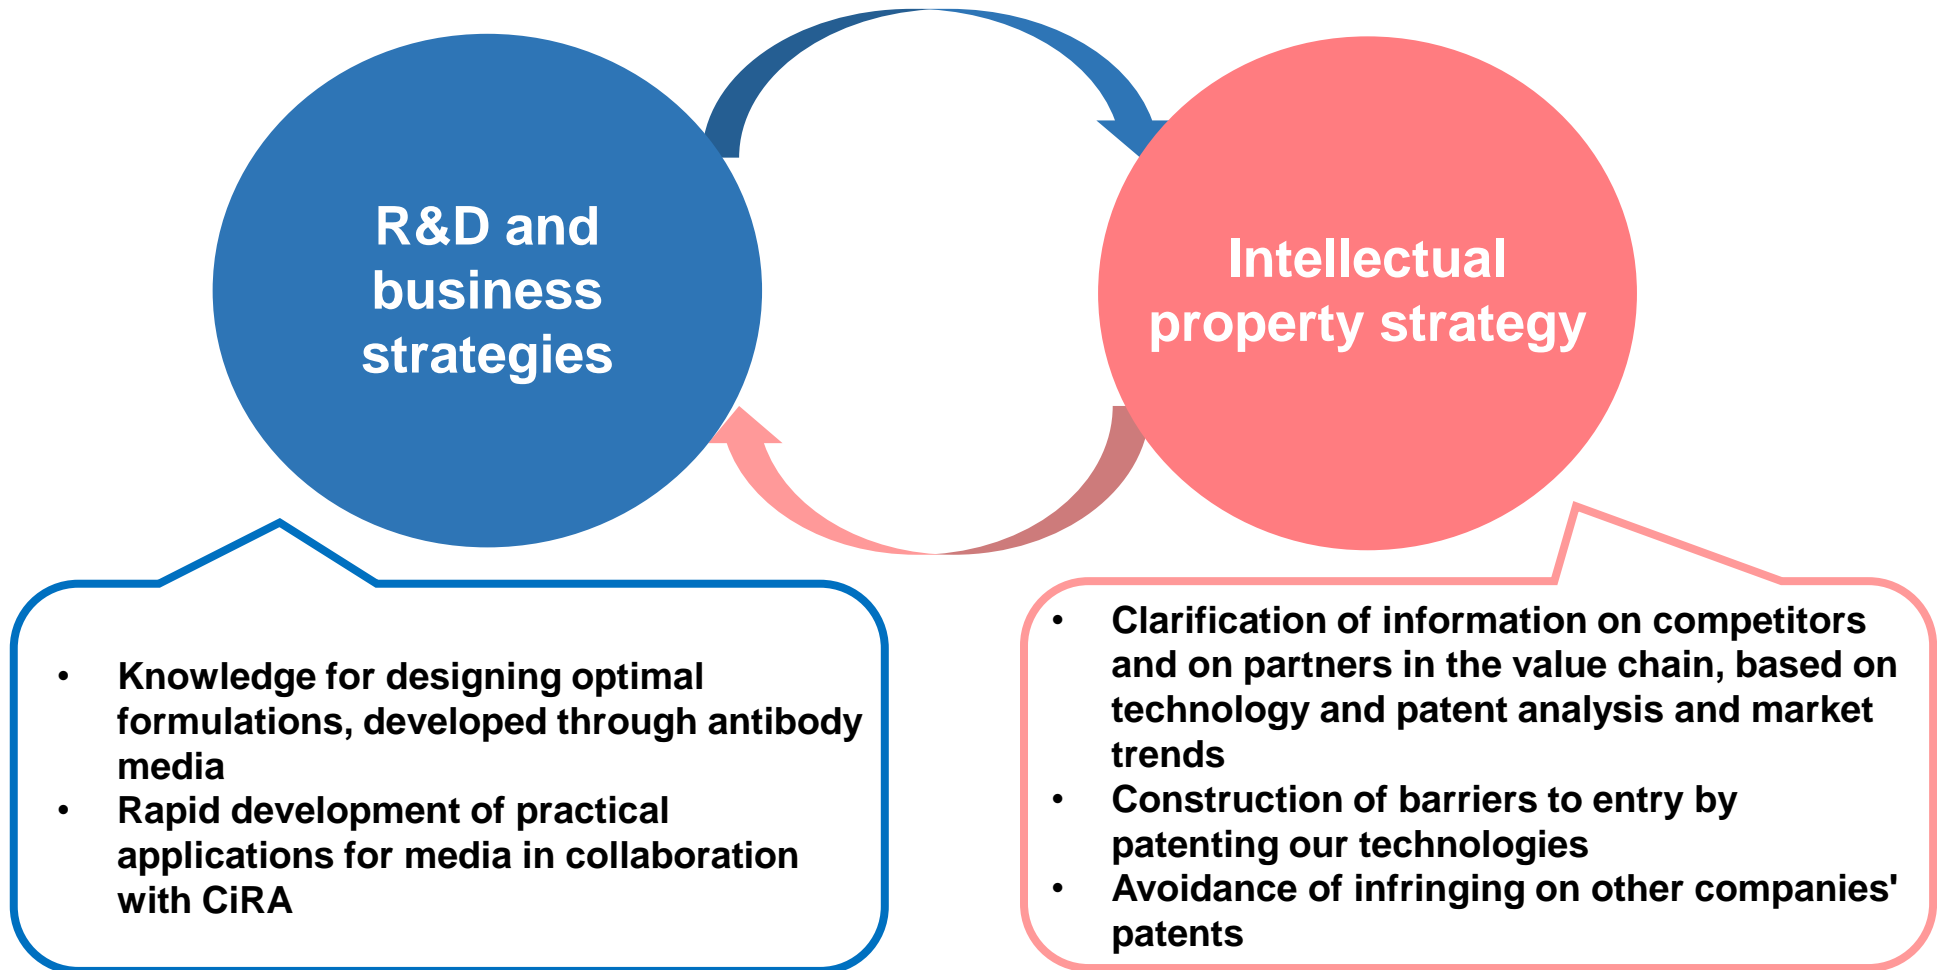 R&D and
business
strategies
Intellectual
property strategy
• Knowledge for designing optimal
formulations, developed through antibody
media
• Rapid development of practical
applications for media in collaboration
with CiRA
• Clarification of information on competitors
and on partners in the value chain, based on
technology and patent analysis and market
trends
• Construction of barriers to entry by
patenting our technologies
• Avoidance of infringing on other companies'
patents